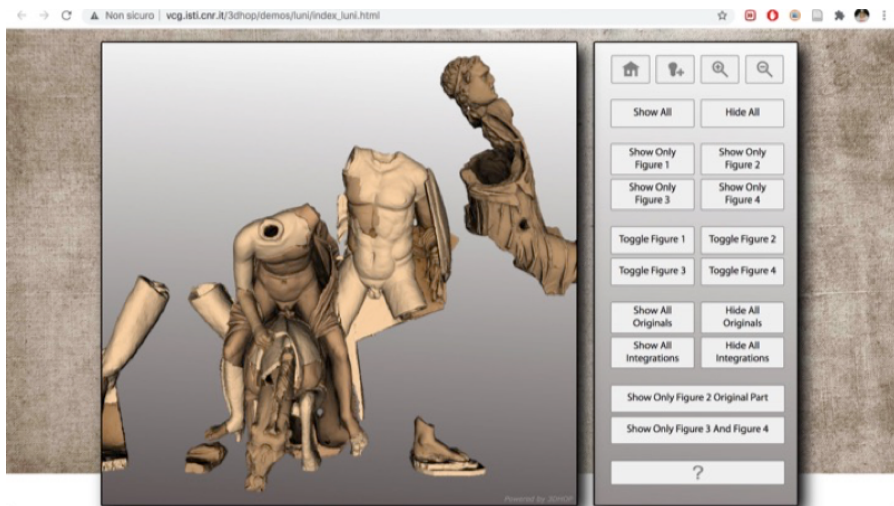 Non sicuro | vcg.isti.cnr.it/3dhop/demos/luni/index_luni.html
Show All
Hide All
Show Only
Figure 1
Show Only
Figure 2
Show Only
Figure 3
Show Only
Figure 4
Toggle Figure 1
Toggle Figure 2
Toggle Figure 3
Toggle Figure 4
Show All
Originals
Hide All
Originals
Show All
Integrations
Hide All
Integrations
Show Only Figure 2 Original Part
Show Only Figure 3 And Figure 4
?
Powered by 3DHOP